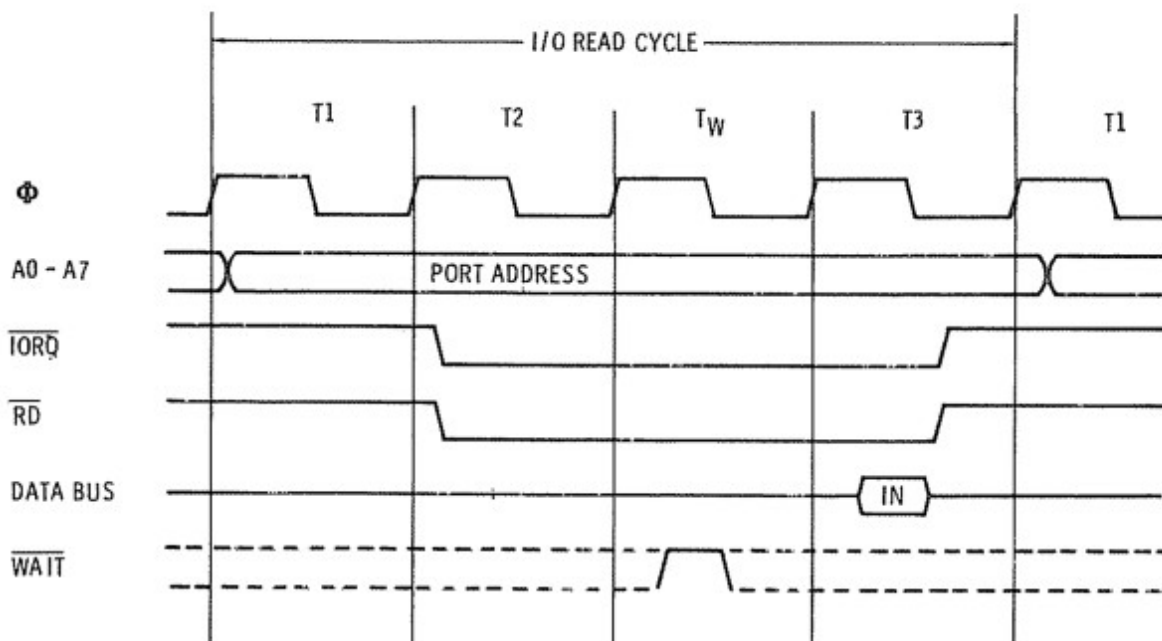 I/O READ CYCLE
T1 T2 TW T3 T1
Φ
A0 - A7 PORT ADDRESS
IORQ
RD
DATA BUS IN
WAIT